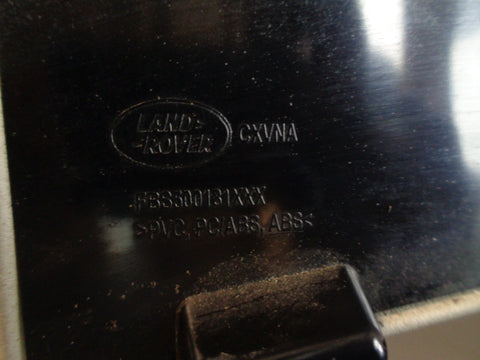 LAND-
-ROVER
CXVNA
>PVC, PC/ABS, ABS<